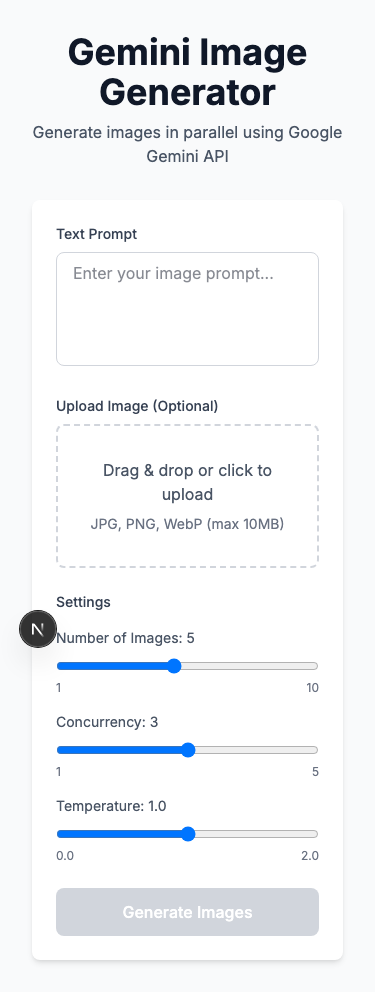 Gemini Image
Generator
Generate images in parallel using Google
Gemini API
Text Prompt
Enter your image prompt...
Upload Image (Optional)
Drag & drop or click to
upload
JPG, PNG, WebP (max 10MB)
Settings
N
Number of Images: 5
1 10
Concurrency: 3
1 5
Temperature: 1.0
0.0 2.0
Generate Images